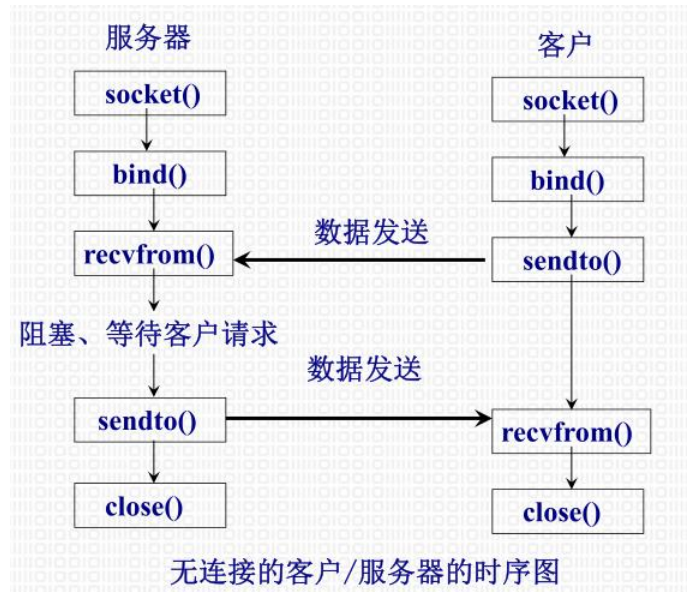 服务器
客户
socket()
socket()
bind()
bind()
数据发送
recvfrom()
sendto()
阻塞、等待客户请求
数据发送
sendto()
recvfrom()
close()
close()
无连接的客户/服务器的时序图